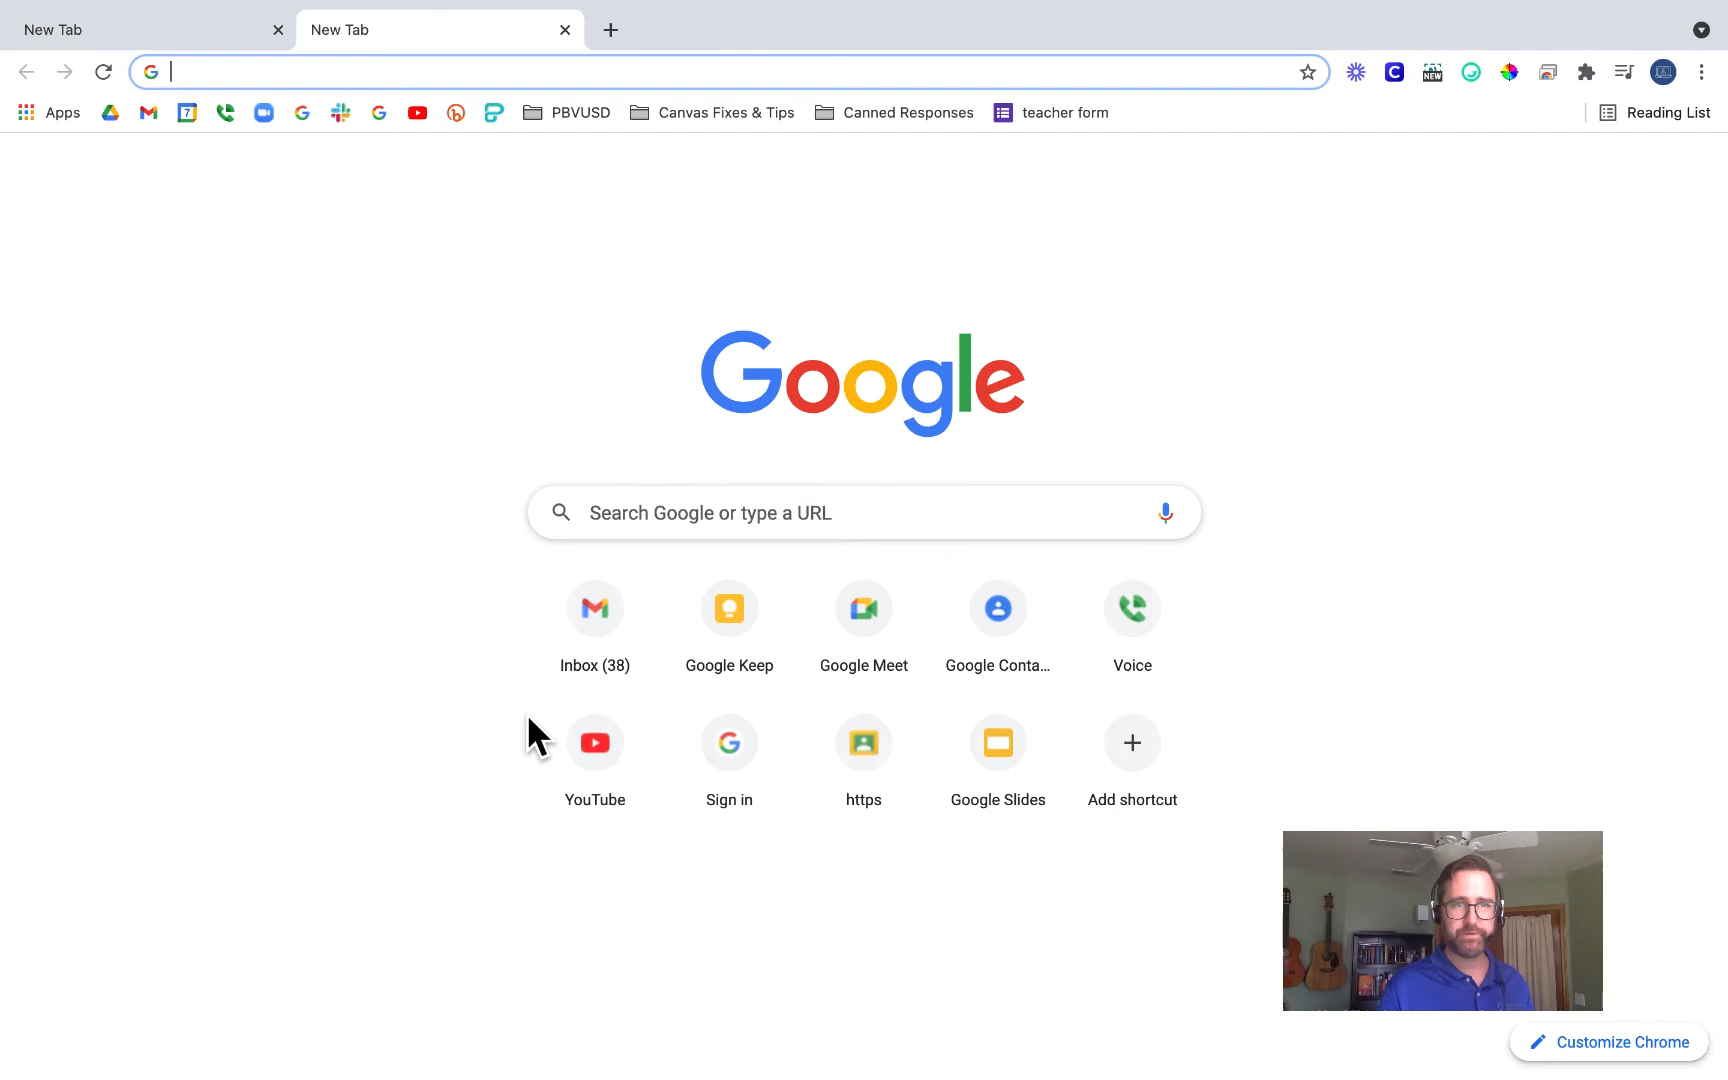 New Tab
New Tab
Apps
7
C
NEW
PBVUSD
Canvas Fixes & Tips
Canned Responses
teacher form
Reading List
Google
Search Google or type a URL
Inbox (38)
Google Keep
Google Meet
Google Conta...
Voice
YouTube
Sign in
https
Google Slides
Add shortcut
Customize Chrome